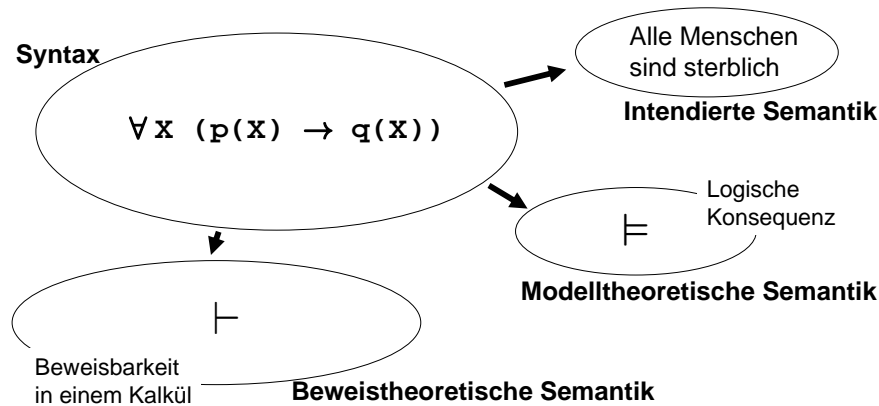 Syntax
∀ X (p(X) → q(X))
Alle Menschen
sind sterblich
Intendierte Semantik
Logische
Konsequenz
⊨
Modelltheoretische Semantik
⊢
Beweisbarkeit
in einem Kalkül
Beweistheoretische Semantik